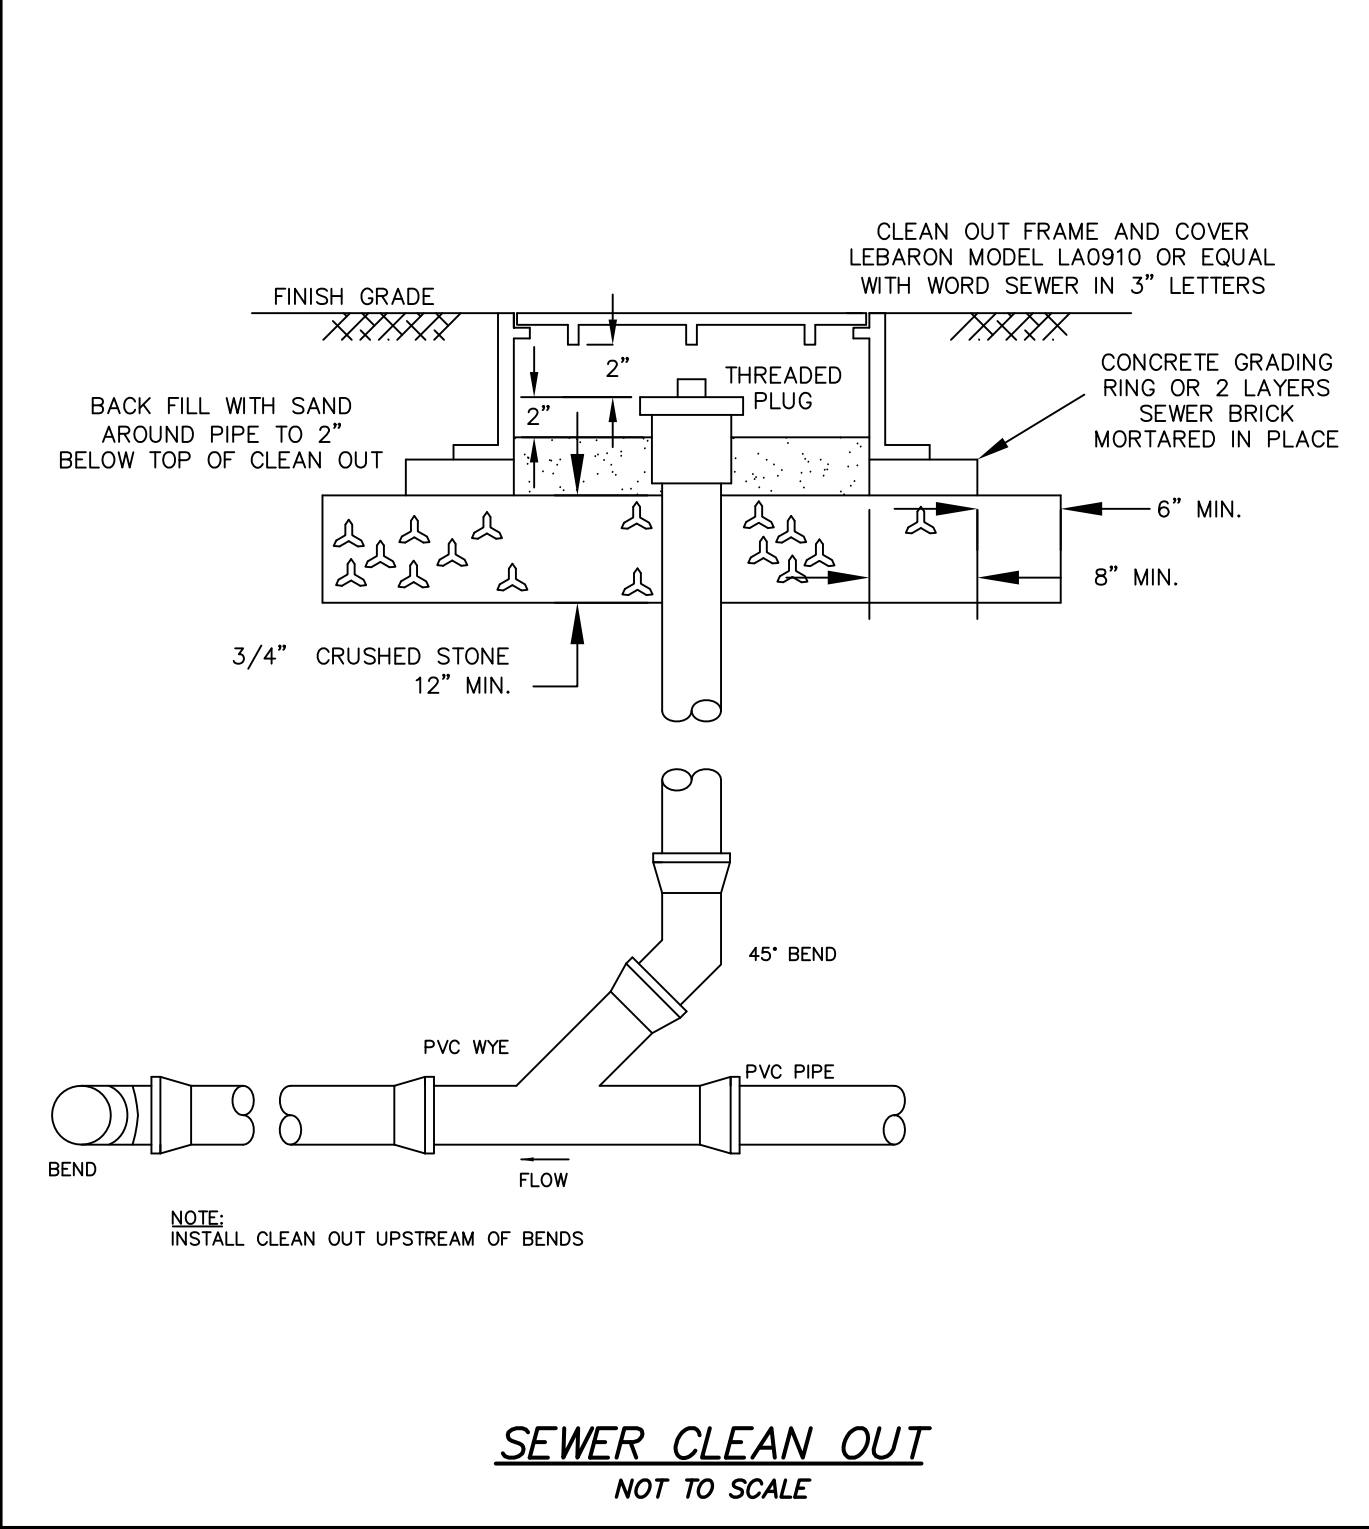 CLEAN OUT FRAME AND COVER
LEBARON MODEL LA0910 OR EQUAL
WITH WORD SEWER IN 3" LETTERS
FINISH GRADE
2"
THREADED
PLUG
2"
CONCRETE GRADING
RING OR 2 LAYERS
SEWER BRICK
MORTARED IN PLACE
BACK FILL WITH SAND
AROUND PIPE TO 2"
BELOW TOP OF CLEAN OUT
6" MIN.
8" MIN.
3/4" CRUSHED STONE
12" MIN.
45° BEND
PVC WYE
PVC PIPE
BEND
FLOW
NOTE:
INSTALL CLEAN OUT UPSTREAM OF BENDS
SEWER CLEAN OUT
NOT TO SCALE